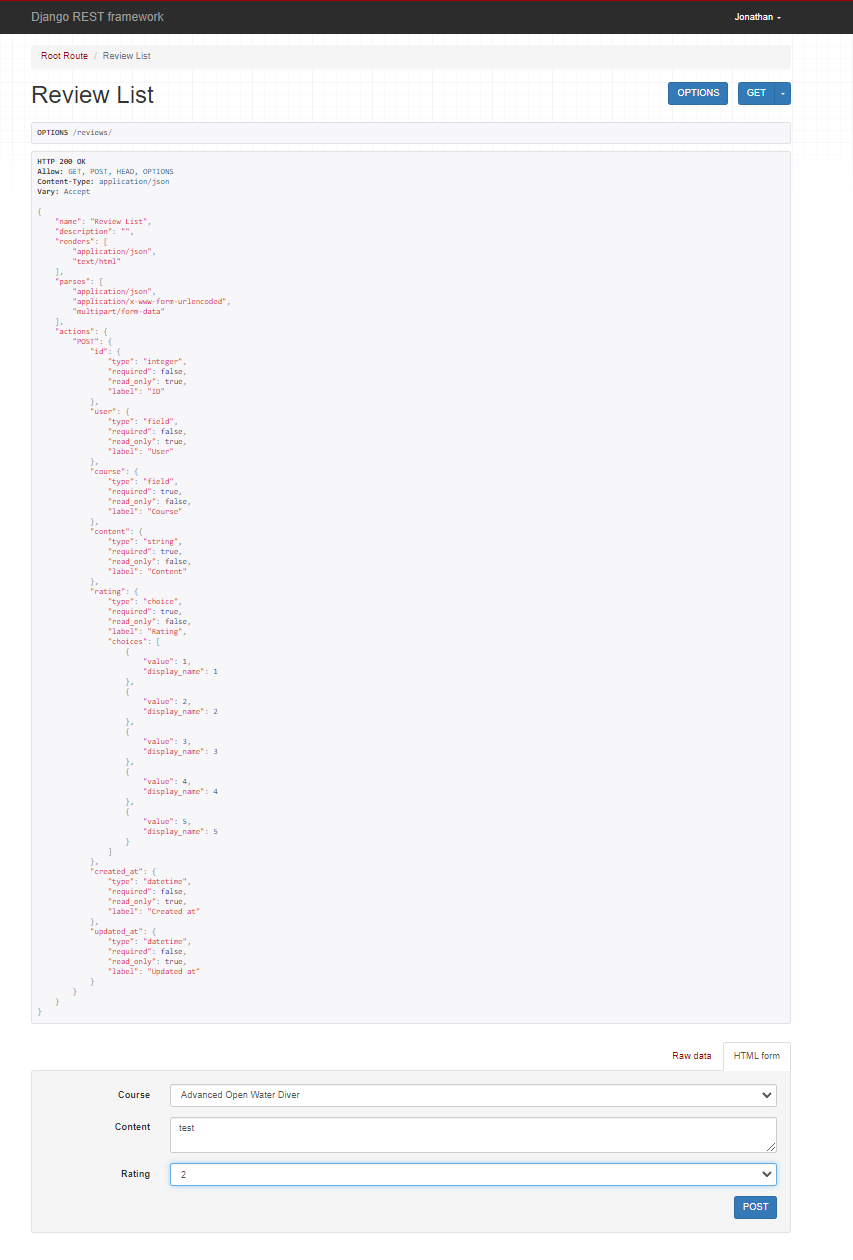 Django REST framework
Jonathan
Root Route / Review List
Review List
OPTIONS
GET
OPTIONS /reviews/
HTTP 200 OK
Allow: GET, POST, HEAD, OPTIONS
Content-Type: application/json
Vary: Accept
{
"name": "Review List",
"description": "",
"renders": [
"application/json",
"text/html"
],
"parses": [
"application/json",
"application/x-www-form-urlencoded",
"multipart/form-data"
],
"actions": {
"POST": {
"id": {
"type": "integer",
"required": false,
"read_only": true,
"label": "ID"
},
"user": {
"type": "field",
"required": false,
"read_only": true,
"label": "User"
},
"course": {
"type": "field",
"required": true,
"read_only": false,
"label": "Course"
},
"content": {
"type": "string",
"required": true,
"read_only": false,
"label": "Content"
},
"rating": {
"type": "choice",
"required": true,
"read_only": false,
"label": "Rating",
"choices": [
{
"value": 1,
"display_name": 1
},
{
"value": 2,
"display_name": 2
},
{
"value": 3,
"display_name": 3
},
{
"value": 4,
"display_name": 4
},
{
"value": 5,
"display_name": 5
}
]
},
"created_at": {
"type": "datetime",
"required": false,
"read_only": true,
"label": "Created at"
},
"updated_at": {
"type": "datetime",
"required": false,
"read_only": true,
"label": "Updated at"
}
}
}
}
Raw data
HTML form
Course
Advanced Open Water Diver
Content
test
Rating
2
POST